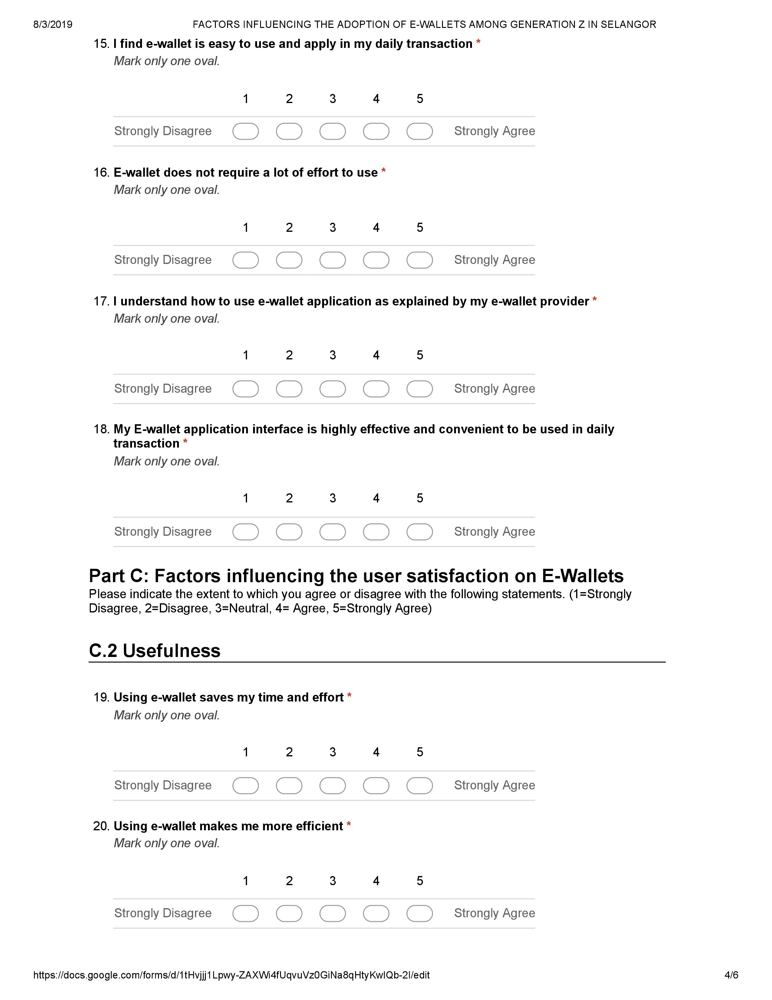 8/3/2019 FACTORS INFLUENCING THE ADOPTION OF E-WALLETS AMONG GENERATION Z IN SELANGOR
15. I find e-wallet is easy to use and apply in my daily transaction *
Mark only one oval.
1 2 3 4 5
Strongly Disagree Strongly Agree
16. E-wallet does not require a lot of effort to use *
Mark only one oval.
1 2 3 4 5
Strongly Disagree Strongly Agree
17. I understand how to use e-wallet application as explained by my e-wallet provider *
Mark only one oval.
1 2 3 4 5
Strongly Disagree Strongly Agree
18. My E-wallet application interface is highly effective and convenient to be used in daily
transaction *
Mark only one oval.
1 2 3 4 5
Strongly Disagree Strongly Agree
Part C: Factors influencing the user satisfaction on E-Wallets
Please indicate the extent to which you agree or disagree with the following statements. (1=Strongly
Disagree, 2=Disagree, 3=Neutral, 4= Agree, 5=Strongly Agree)
C.2 Usefulness
19. Using e-wallet saves my time and effort *
Mark only one oval.
1 2 3 4 5
Strongly Disagree Strongly Agree
20. Using e-wallet makes me more efficient *
Mark only one oval.
1 2 3 4 5
Strongly Disagree Strongly Agree
https://docs.google.com/forms/d/1tHvjjj1Lpwy-ZAXWi4fUqvuVz0GiNa8qHtyKwlQb-2I/edit 4/6